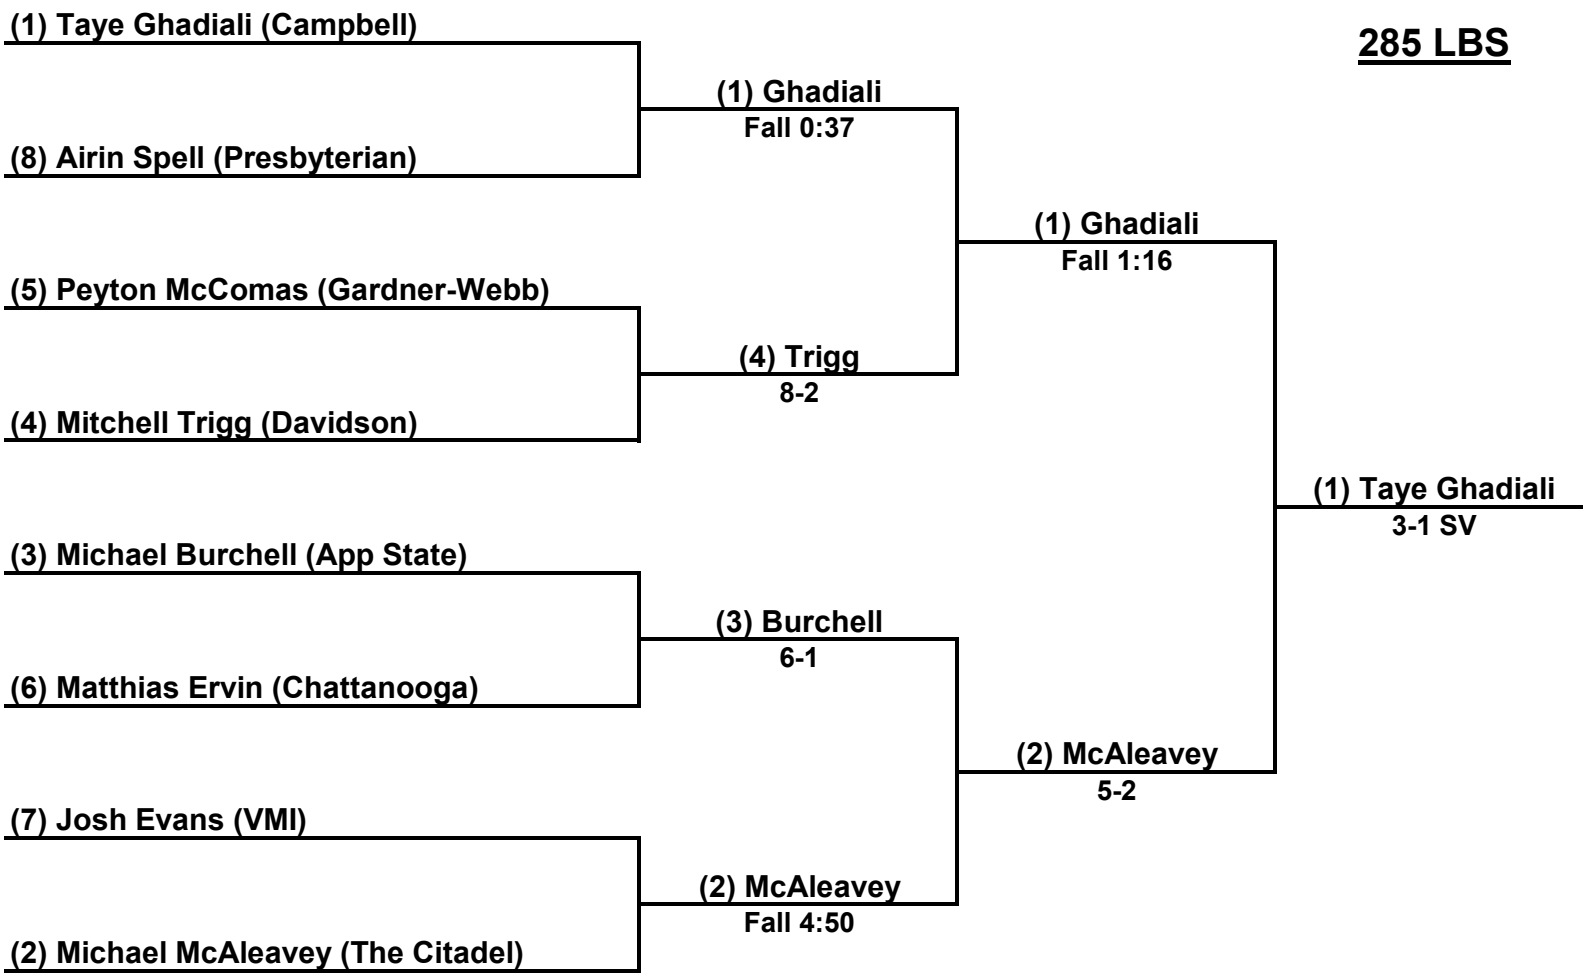 (1) Taye Ghadiali (Campbell)
285 LBS
(1) Ghadiali
Fall 0:37
(8) Airin Spell (Presbyterian)
(1) Ghadiali
Fall 1:16
(5) Peyton McComas (Gardner-Webb)
(4) Trigg
8-2
(4) Mitchell Trigg (Davidson)
(1) Taye Ghadiali
3-1 SV
(3) Michael Burchell (App State)
(3) Burchell
6-1
(6) Matthias Ervin (Chattanooga)
(2) McAleavey
5-2
(7) Josh Evans (VMI)
(2) McAleavey
Fall 4:50
(2) Michael McAleavey (The Citadel)